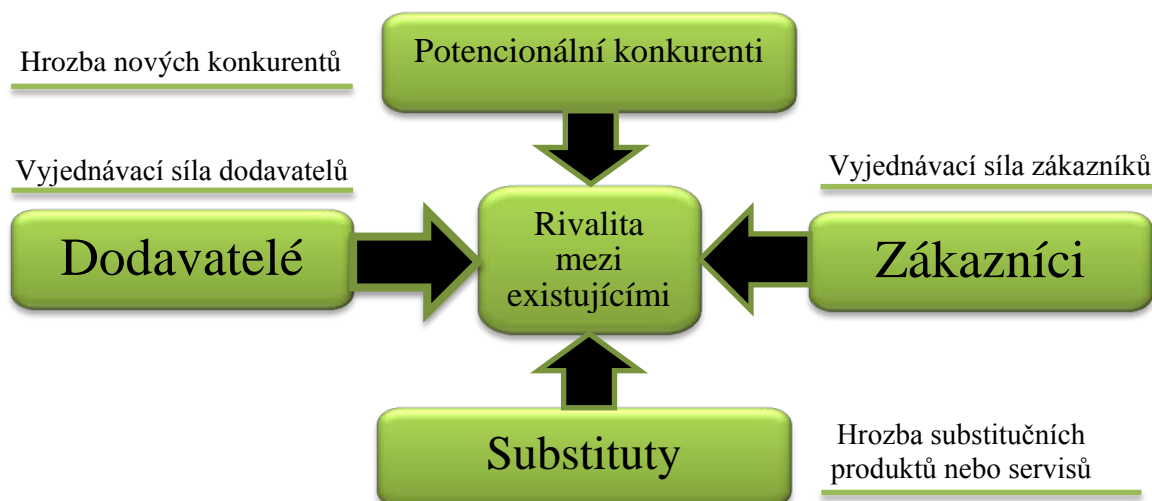 Potencionální konkurenti
Hrozba nových konkurentů
Vyjednávací síla dodavatelů
Vyjednávací síla zákazníků
Dodavatelé
Rivalita
mezi
existujícími
Zákazníci
Substituty
Hrozba substitučních
produktů nebo servisů